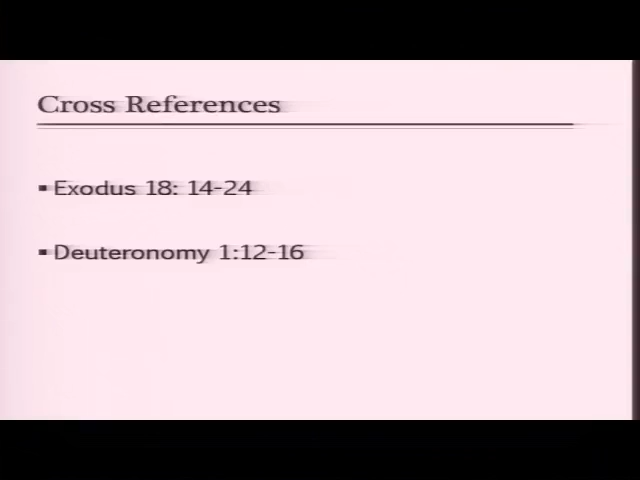 Cross References
▪ Exodus 18: 14-24
▪ Deuteronomy 1:12-16